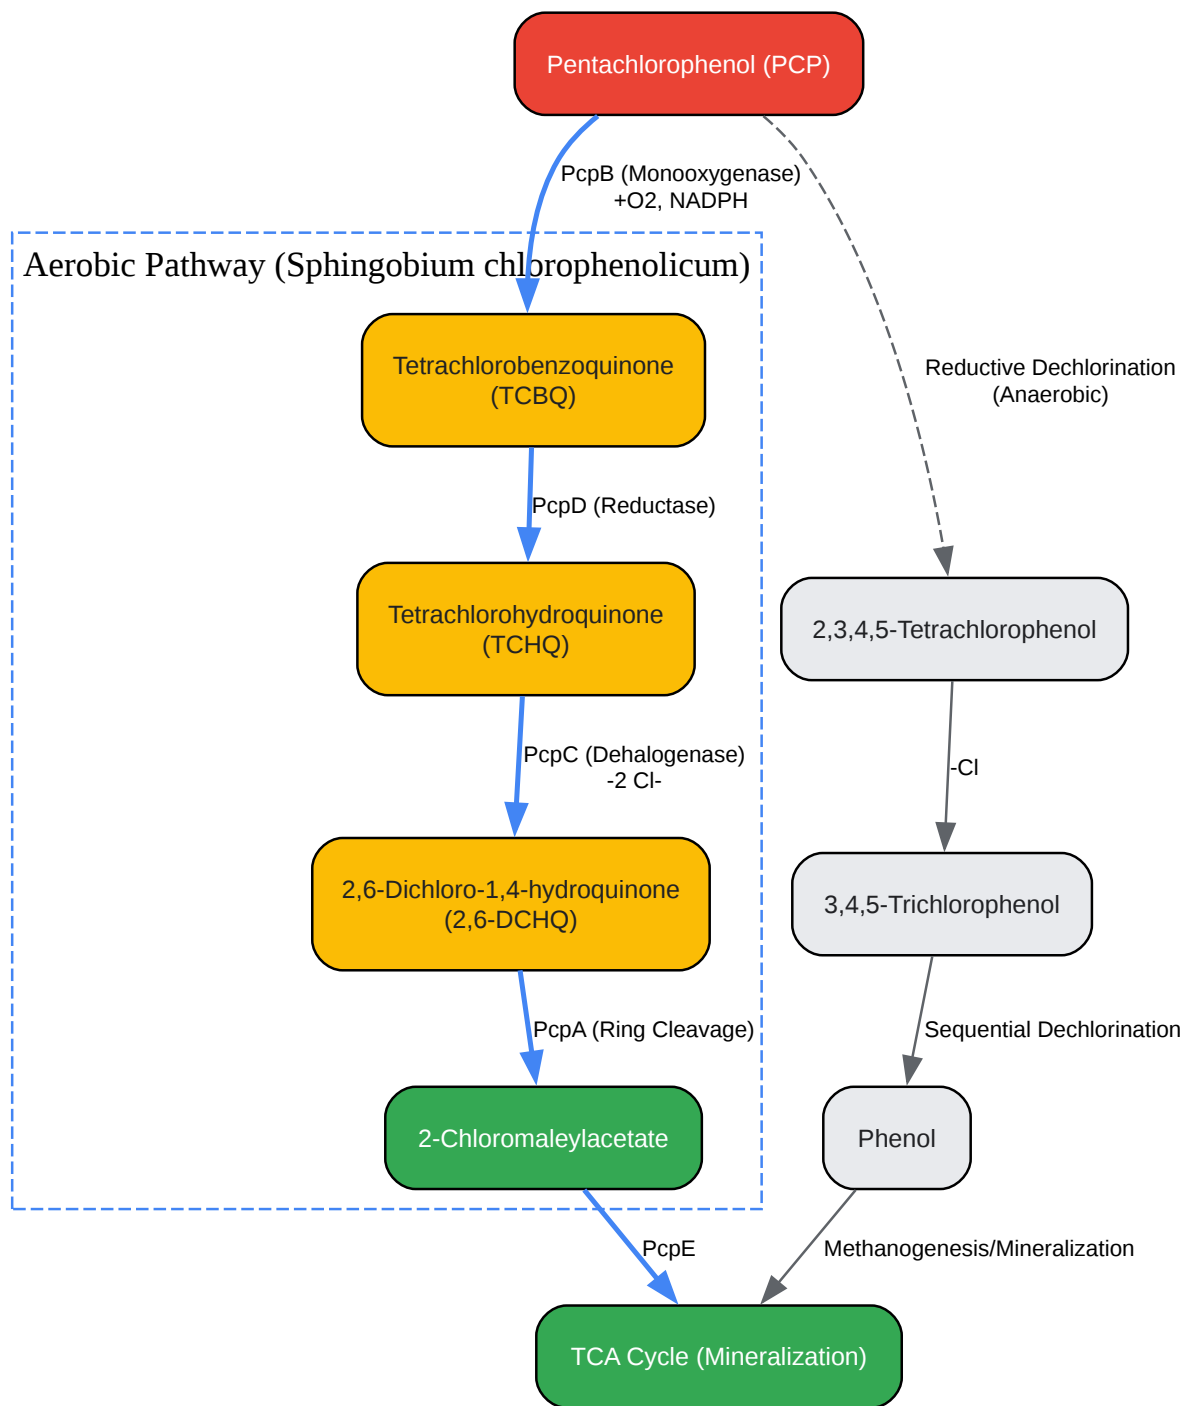 Pentachlorophenol (PCP)
PcpB (Monooxygenase)
+O2, NADPH
Aerobic Pathway (Sphingobium chlorophenolicum)
Tetrachlorobenzoquinone
(TCBQ)
Reductive Dechlorination
(Anaerobic)
PcpD (Reductase)
Tetrachlorohydroquinone
(TCHQ)
2,3,4,5-Tetrachlorophenol
PcpC (Dehalogenase)
-2 Cl-
-Cl
2,6-Dichloro-1,4-hydroquinone
(2,6-DCHQ)
3,4,5-Trichlorophenol
PcpA (Ring Cleavage)
Sequential Dechlorination
2-Chloromaleylacetate
Phenol
PcpE
Methanogenesis/Mineralization
TCA Cycle (Mineralization)